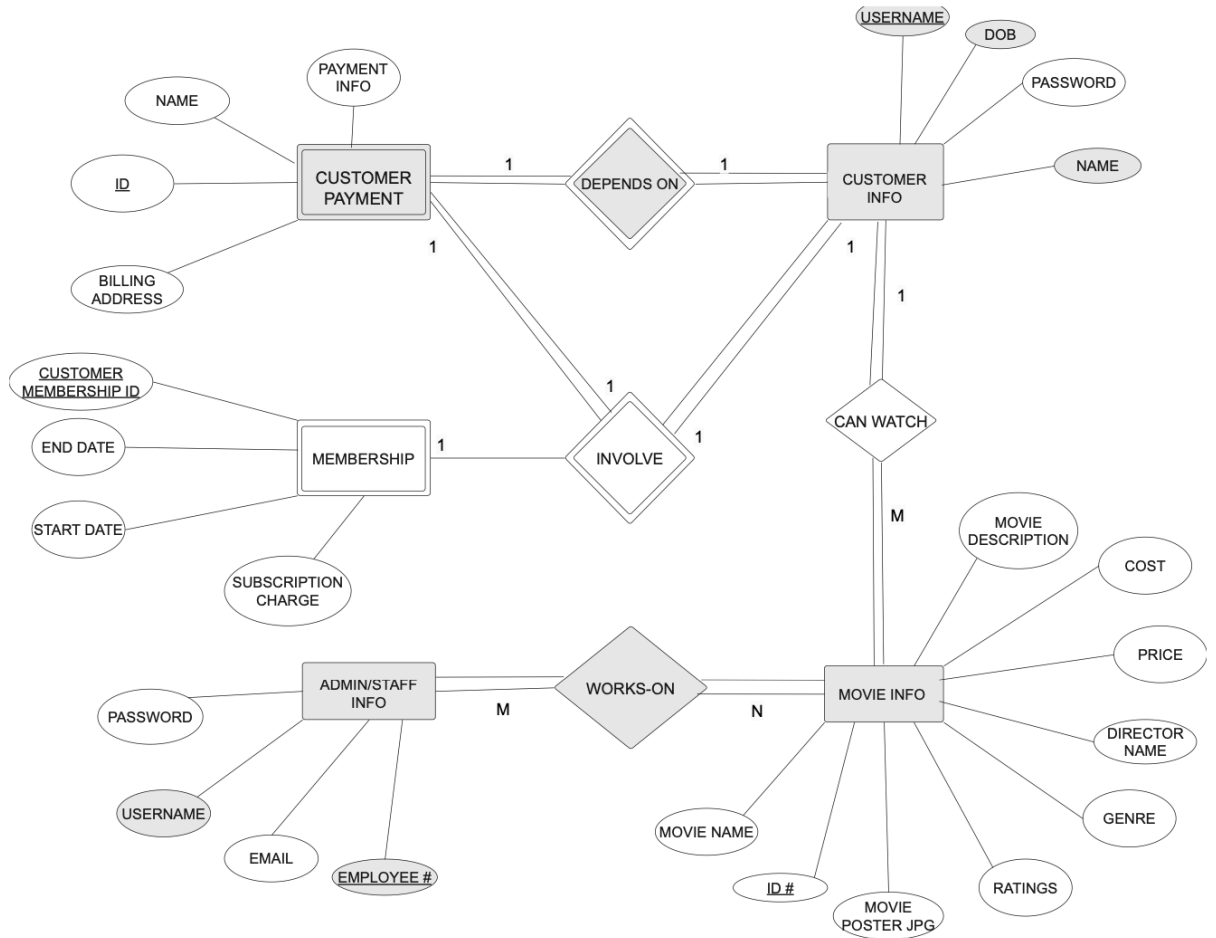 USERNAME
DOB
PAYMENT
INFO
PASSWORD
NAME
1
1
NAME
ID
CUSTOMER
PAYMENT
DEPENDS ON
CUSTOMER
INFO
1
1
BILLING
ADDRESS
1
CUSTOMER
MEMBERSHIP ID
1
CAN WATCH
END DATE
1
1
MEMBERSHIP
INVOLVE
START DATE
M
MOVIE
DESCRIPTION
COST
SUBSCRIPTION
CHARGE
PRICE
ADMIN/STAFF
INFO
WORKS-ON
MOVIE INFO
PASSWORD
M
N
DIRECTOR
NAME
USERNAME
GENRE
MOVIE NAME
EMAIL
EMPLOYEE #
ID #
RATINGS
MOVIE
POSTER JPG